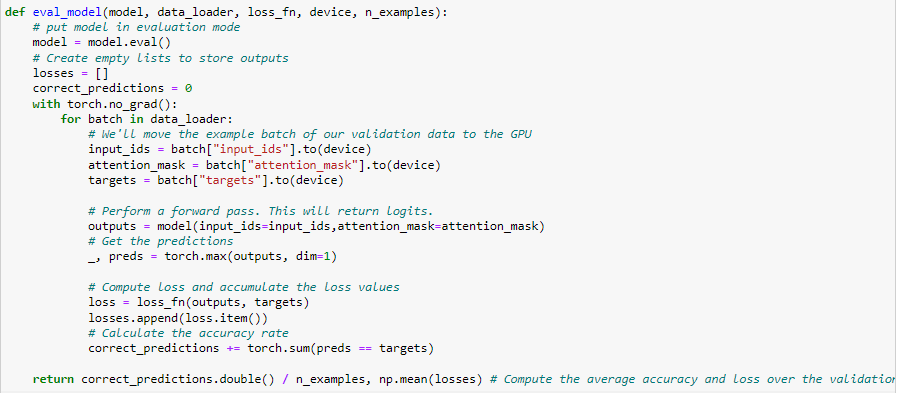 def eval_model(model, data_loader, loss_fn, device, n_examples):
    # put model in evaluation mode
    model = model.eval()
    # Create empty lists to store outputs
    losses = []
    correct_predictions = 0
    with torch.no_grad():
        for batch in data_loader:
            # We'll move the example batch of our validation data to the GPU
            input_ids = batch["input_ids"].to(device)
            attention_mask = batch["attention_mask"].to(device)
            targets = batch["targets"].to(device)

            # Perform a forward pass. This will return logits.
            outputs = model(input_ids=input_ids,attention_mask=attention_mask)
            # Get the predictions
            _, preds = torch.max(outputs, dim=1)

            # Compute loss and accumulate the loss values
            loss = loss_fn(outputs, targets)
            losses.append(loss.item())
            # Calculate the accuracy rate
            correct_predictions += torch.sum(preds == targets)

    return correct_predictions.double() / n_examples, np.mean(losses) # Compute the average accuracy and loss over the validation